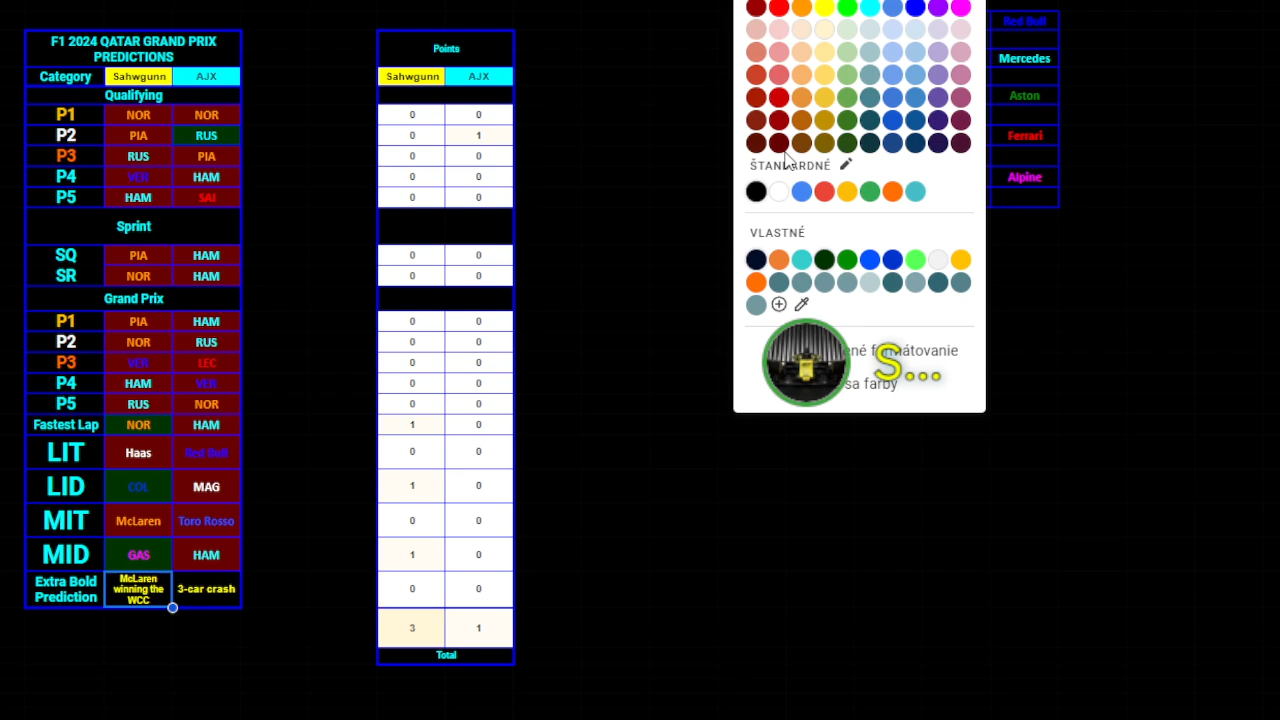 F1 2024 QATAR GRAND PRIX
PREDICTIONS
Category Sahwgunn AJX
Qualifying
P1 NOR NOR
P2 PIA RUS
P3 RUS PIA
P4 VER HAM
P5 HAM SAI
Sprint
SQ PIA HAM
SR NOR HAM
Grand Prix
P1 PIA HAM
P2 NOR RUS
P3 VER LEC
P4 HAM VER
P5 RUS NOR
Fastest Lap NOR HAM
LIT Haas Red Bull
LID COL MAG
MIT McLaren Toro Rosso
MID GAS HAM
Extra Bold
Prediction
McLaren
winning the
WCC
3-car crash
Points
Sahwgunn AJX
0 0
0 1
0 0
0 0
0 0
0 0
0 0
0 0
0 0
0 0
0 0
0 0
1 0
0 0
1 0
0 0
1 0
0 0
3 1
Total
ŠTANDARDNÉ
VLASTNÉ
formátovanie
sa farby
S...
Red Bull
Mercedes
Aston
Ferrari
Alpine